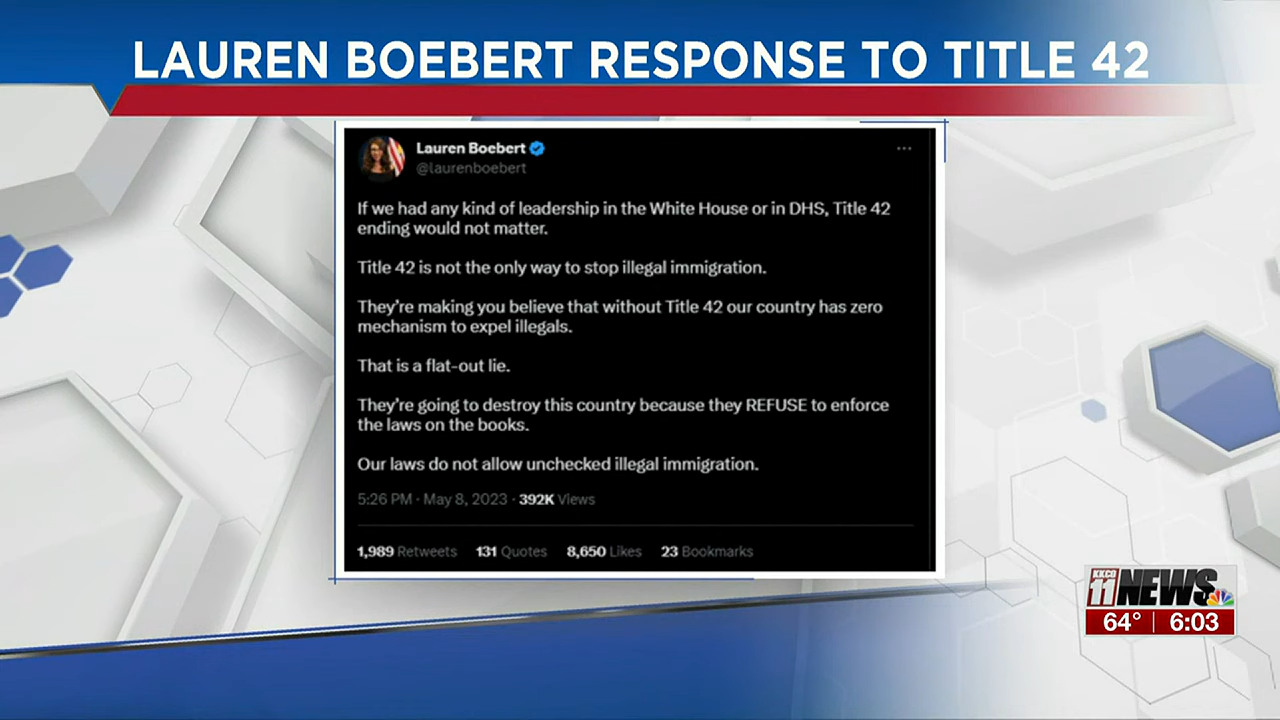 LAUREN BOEBERT RESPONSE TO TITLE 42
Lauren Boebert
@laurenboebert
If we had any kind of leadership in the White House or in DHS, Title 42
ending would not matter.
Title 42 is not the only way to stop illegal immigration.
They're making you believe that without Title 42 our country has zero
mechanism to expel illegals.
That is a flat-out lie.
They're going to destroy this country because they REFUSE to enforce
the laws on the books.
Our laws do not allow unchecked illegal immigration.
5:26 PM · May 8, 2023 · 392K Views
1,989 Retweets 131 Quotes 8,650 Likes 23 Bookmarks
KKCO
11 NEWS
64° | 6:03